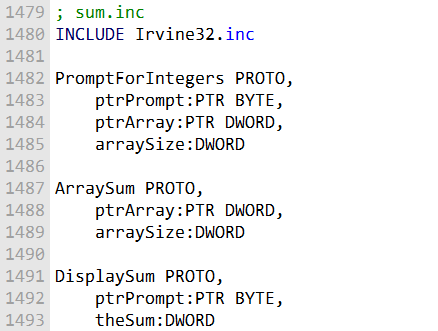 1479 ; sum.inc
1480 INCLUDE Irvine32.inc
1481
1482 PromptForIntegers PROTO,
1483     ptrPrompt:PTR BYTE,
1484     ptrArray:PTR DWORD,
1485     arraySize:DWORD
1486
1487 ArraySum PROTO,
1488     ptrArray:PTR DWORD,
1489     arraySize:DWORD
1490
1491 DisplaySum PROTO,
1492     ptrPrompt:PTR BYTE,
1493     theSum:DWORD